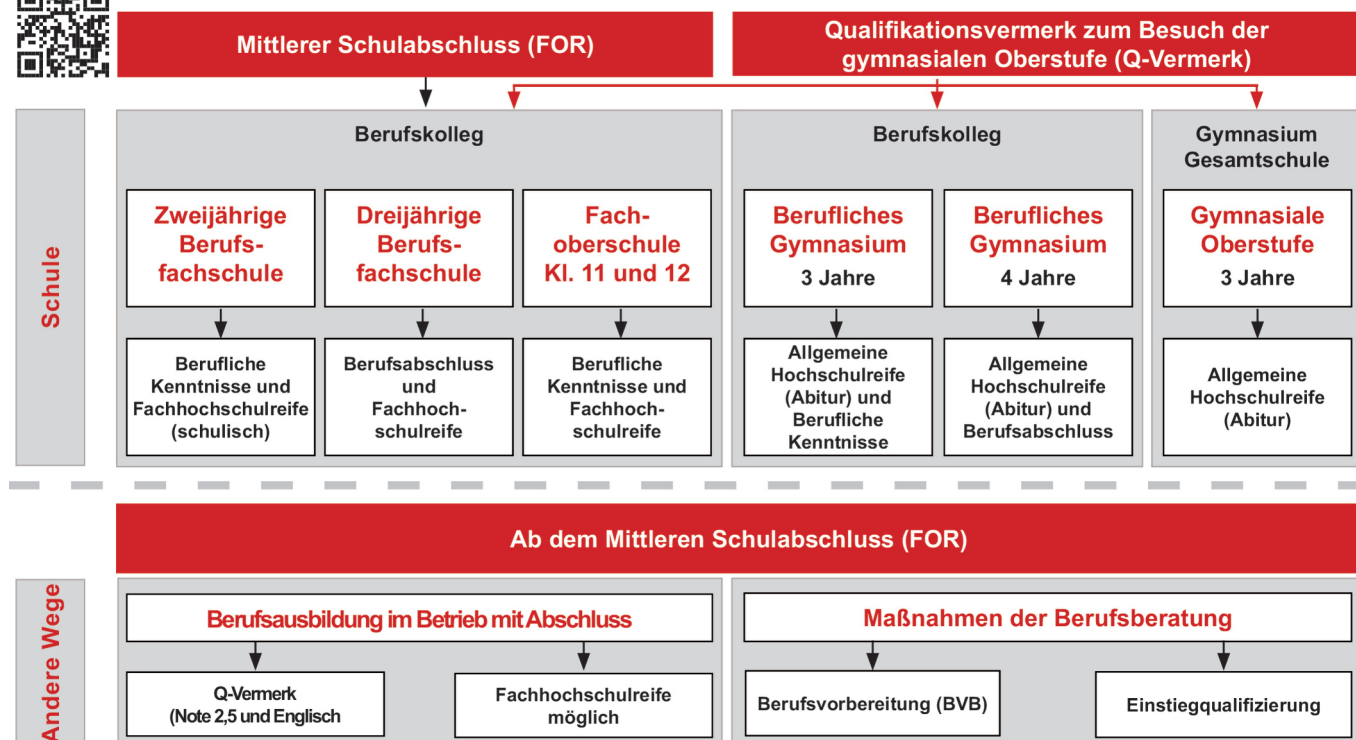 Mittlerer Schulabschluss (FOR)
Qualifikationsvermerk zum Besuch der
gymnasialen Oberstufe (Q-Vermerk)
Schule
Berufskolleg
Zweijährige
Berufs-
fachschule
Dreijährige
Berufs-
fachschule
Fach-
oberschule
Kl. 11 und 12
Berufliche
Kenntnisse und
Fachhochschulreife
(schulisch)
Berufsabschluss
und
Fachhoch-
schulreife
Berufliche
Kenntnisse und
Fachhoch-
schulreife
Berufskolleg
Berufliches
Gymnasium
3 Jahre
Berufliches
Gymnasium
4 Jahre
Allgemeine
Hochschulreife
(Abitur) und
Berufliche
Kenntnisse
Allgemeine
Hochschulreife
(Abitur) und
Berufsabschluss
Gymnasium
Gesamtschule
Gymnasiale
Oberstufe
3 Jahre
Allgemeine
Hochschulreife
(Abitur)
Ab dem Mittleren Schulabschluss (FOR)
Andere Wege
Berufsausbildung im Betrieb mit Abschluss
Q-Vermerk
(Note 2,5 und Englisch
Fachhochschulreife
möglich
Maßnahmen der Berufsberatung
Berufsvorbereitung (BVB)
Einstiegqualifizierung